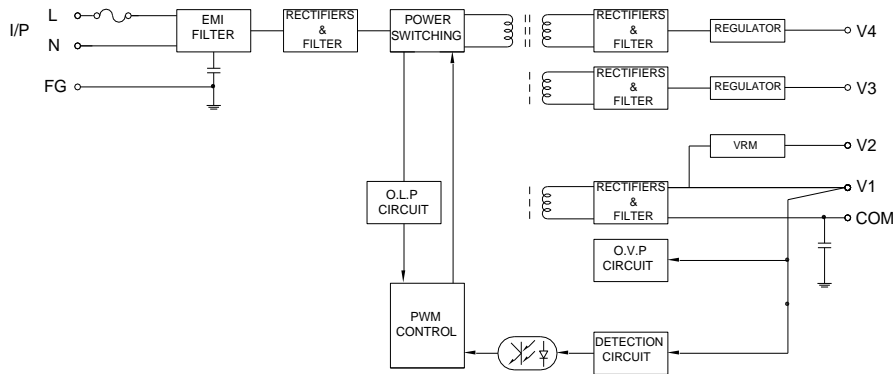 I/P
L
N
FG
EMI
FILTER
RECTIFIERS
&
FILTER
POWER
SWITCHING
RECTIFIERS
&
FILTER
REGULATOR
V4
RECTIFIERS
&
FILTER
REGULATOR
V3
VRM
V2
RECTIFIERS
&
FILTER
V1
COM
O.L.P
CIRCUIT
O.V.P
CIRCUIT
PWM
CONTROL
DETECTION
CIRCUIT